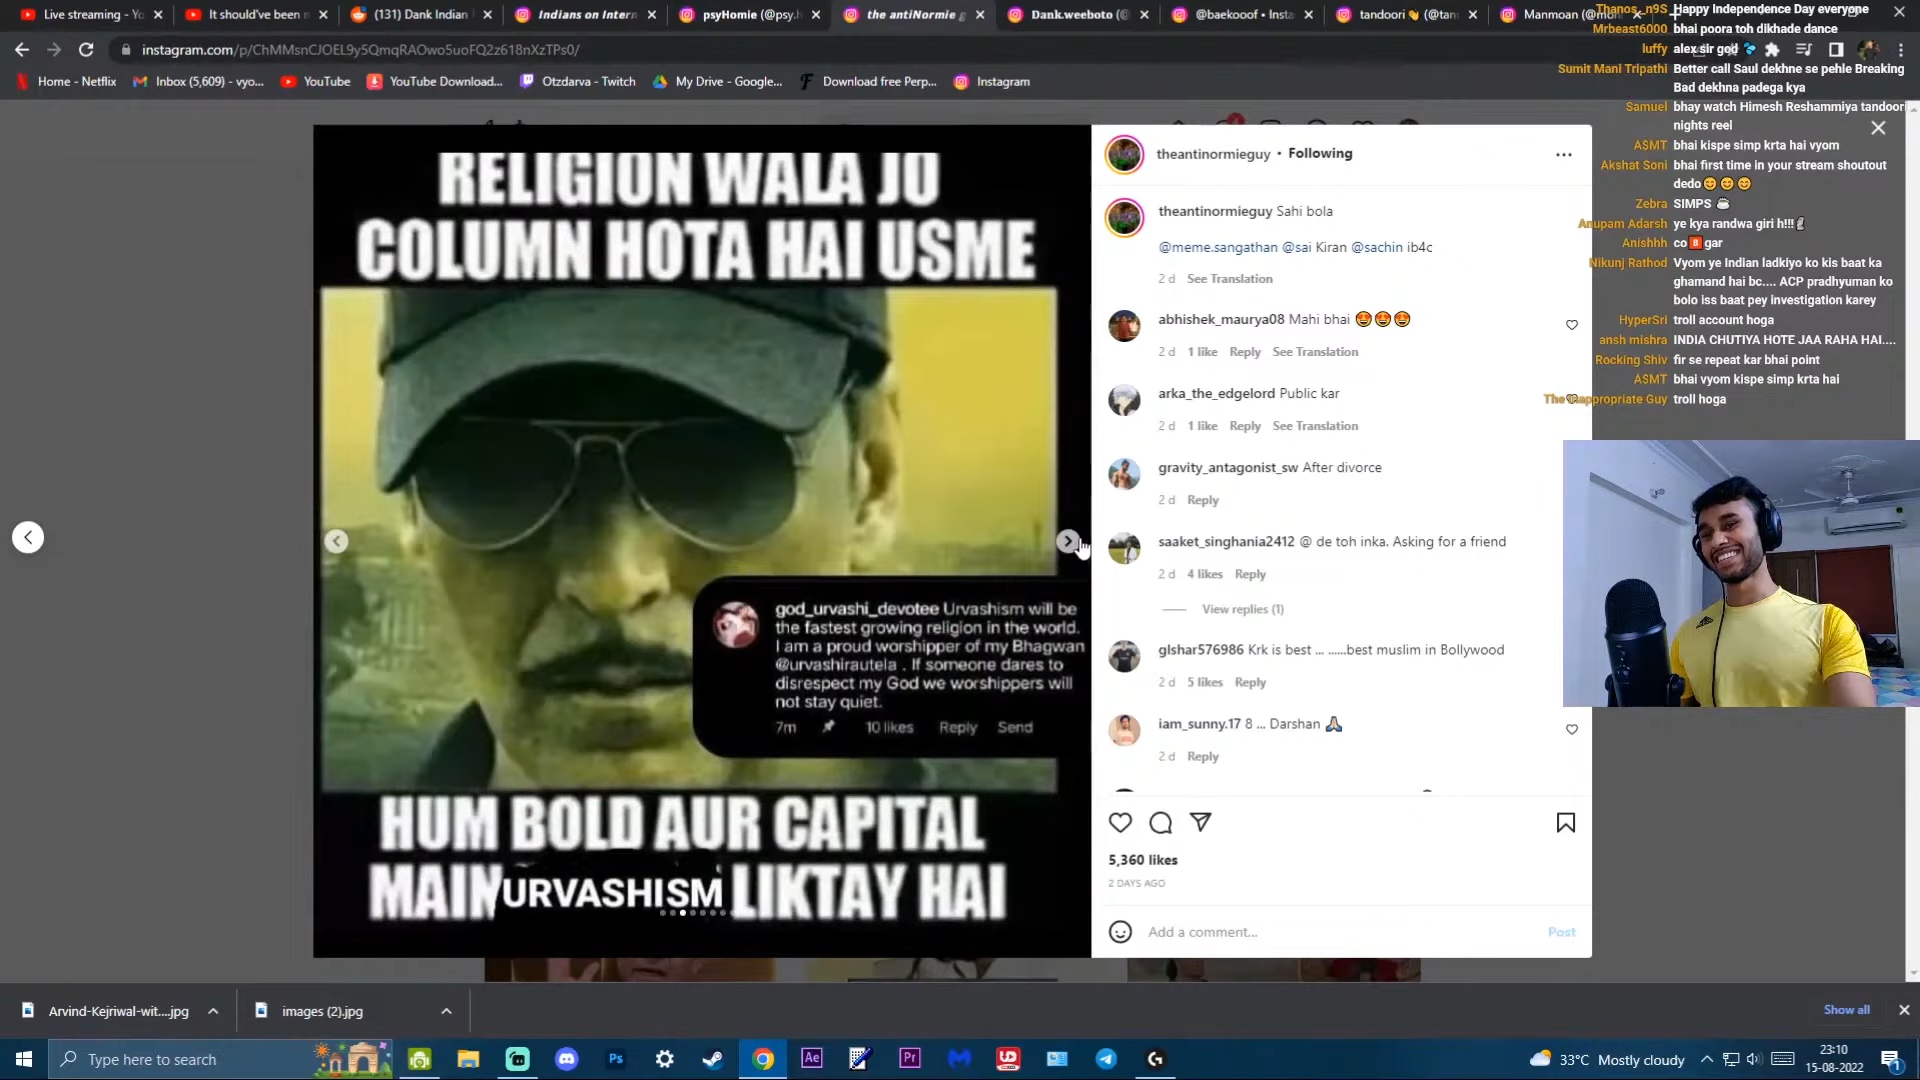 Live streaming - Yo
It should've been m
(131) Dank Indian
Indians on Intern
psyHomie (@psy.h
the antiNormie g
Dank.weeboto (@
@baekooof • Insta
tandoori (@tan
Manmoan (@m
instagram.com/p/ChMMsnCJOEL9y5QmqRAOwo5uoFQ2z618nXzTPs0/
Home - Netflix
Inbox (5,609) - vyo...
YouTube
YouTube Download...
Otzdarva - Twitch
My Drive - Google...
Download free Perp...
Instagram
RELIGION WALA JO
COLUMN HOTA HAI USME
god_urvashi_devotee Urvashism will be
the fastest growing religion in the world.
I am a proud worshipper of my Bhagwan
@urvashirautela . If someone dares to
disrespect my God we worshippers will
not stay quiet.
7m 10 likes Reply Send
HUM BOLD AUR CAPITAL
MAIN URVASHISM LIKTAY HAI
theantinormieguy • Following
theantinormieguy Sahi bola
@meme.sangathan @sai Kiran @sachin ib4c
2 d See Translation
abhishek_maurya08 Mahi bhai 😍😍😍
2 d 1 like Reply See Translation
arka_the_edgelord Public kar
2 d 1 like Reply See Translation
gravity_antagonist_sw After divorce
2 d Reply
saaket_singhania2412 @ de toh inka. Asking for a friend
2 d 4 likes Reply
View replies (1)
glshar576986 Krk is best ... ......best muslim in Bollywood
2 d 5 likes Reply
iam_sunny.17 8 ... Darshan 🙏
2 d Reply
5,360 likes
2 DAYS AGO
Add a comment...
Post
Thanos_n9S Happy Independence Day everyone
Mrbeast6000 bhai poora toh dikhade dance
luffy alex sir god
Sumit Mani Tripathi Better call Saul dekhne se pehle Breaking
Bad dekhna padega kya
Samuel bhay watch Himesh Reshammiya tandoori
nights reel
A$MT bhai kispe simp krta hai vyom
Akshat Soni bhai first time in your stream shoutout
dedo😊😊😊
Zebra SIMPS ☕
Anupam Adarsh ye kya randwa giri h!!!
Anishhh co🅱gar
Nikunj Rathod Vyom ye Indian ladkiyo ko kis baat ka
ghamand hai bc.... ACP pradhyuman ko
bolo iss baat pey investigation karey
HyperSri troll account hoga
ansh mishra INDIA CHUTIYA HOTE JAA RAHA HAI....
Rocking Shiv fir se repeat kar bhai point
A$MT bhai vyom kispe simp krta hai
The Inappropriate Guy troll hoga
Arvind-Kejriwal-wit....jpg
images (2).jpg
Show all
Type here to search
33°C Mostly cloudy
23:10
15-08-2022